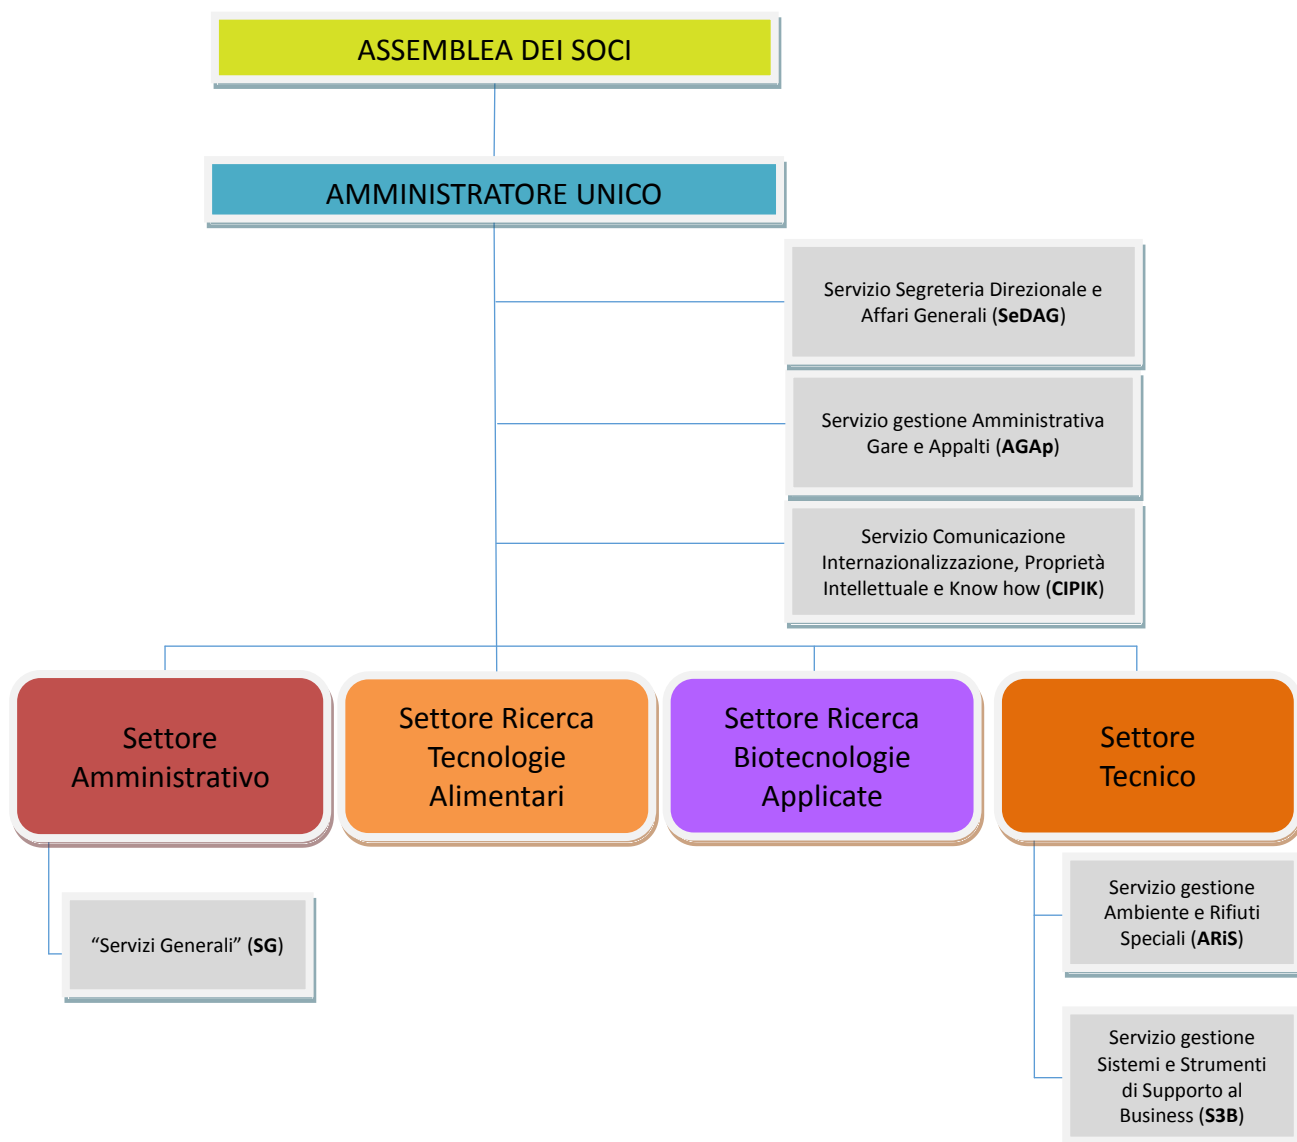 ASSEMBLEA DEI SOCI
AMMINISTRATORE UNICO
Servizio Segreteria Direzionale e
Affari Generali (SeDAG)
Servizio gestione Amministrativa
Gare e Appalti (AGAp)
Servizio Comunicazione
Internazionalizzazione, Proprietà
Intellettuale e Know how (CIPIK)
Settore
Amministrativo
Settore Ricerca
Tecnologie
Alimentari
Settore Ricerca
Biotecnologie
Applicate
Settore
Tecnico
“Servizi Generali” (SG)
Servizio gestione
Ambiente e Rifiuti
Speciali (ARiS)
Servizio gestione
Sistemi e Strumenti
di Supporto al
Business (S3B)